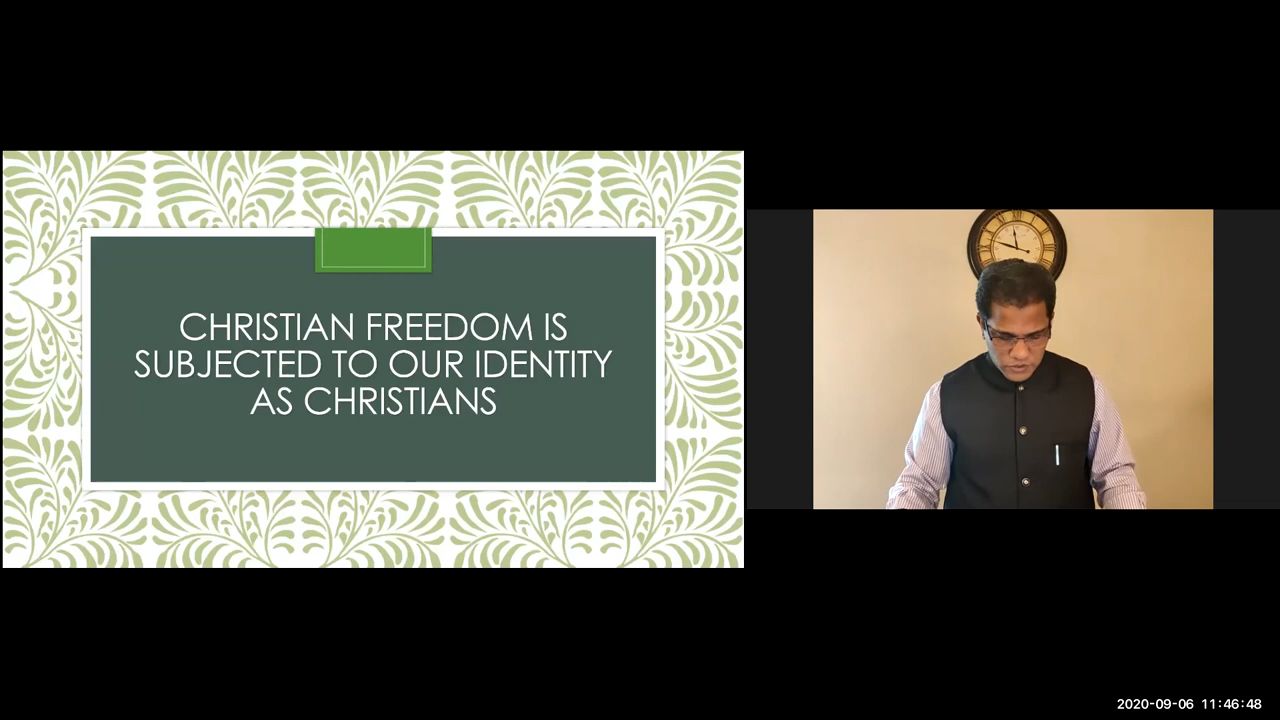 CHRISTIAN FREEDOM IS
SUBJECTED TO OUR IDENTITY
AS CHRISTIANS
2020-09-06 11:46:48